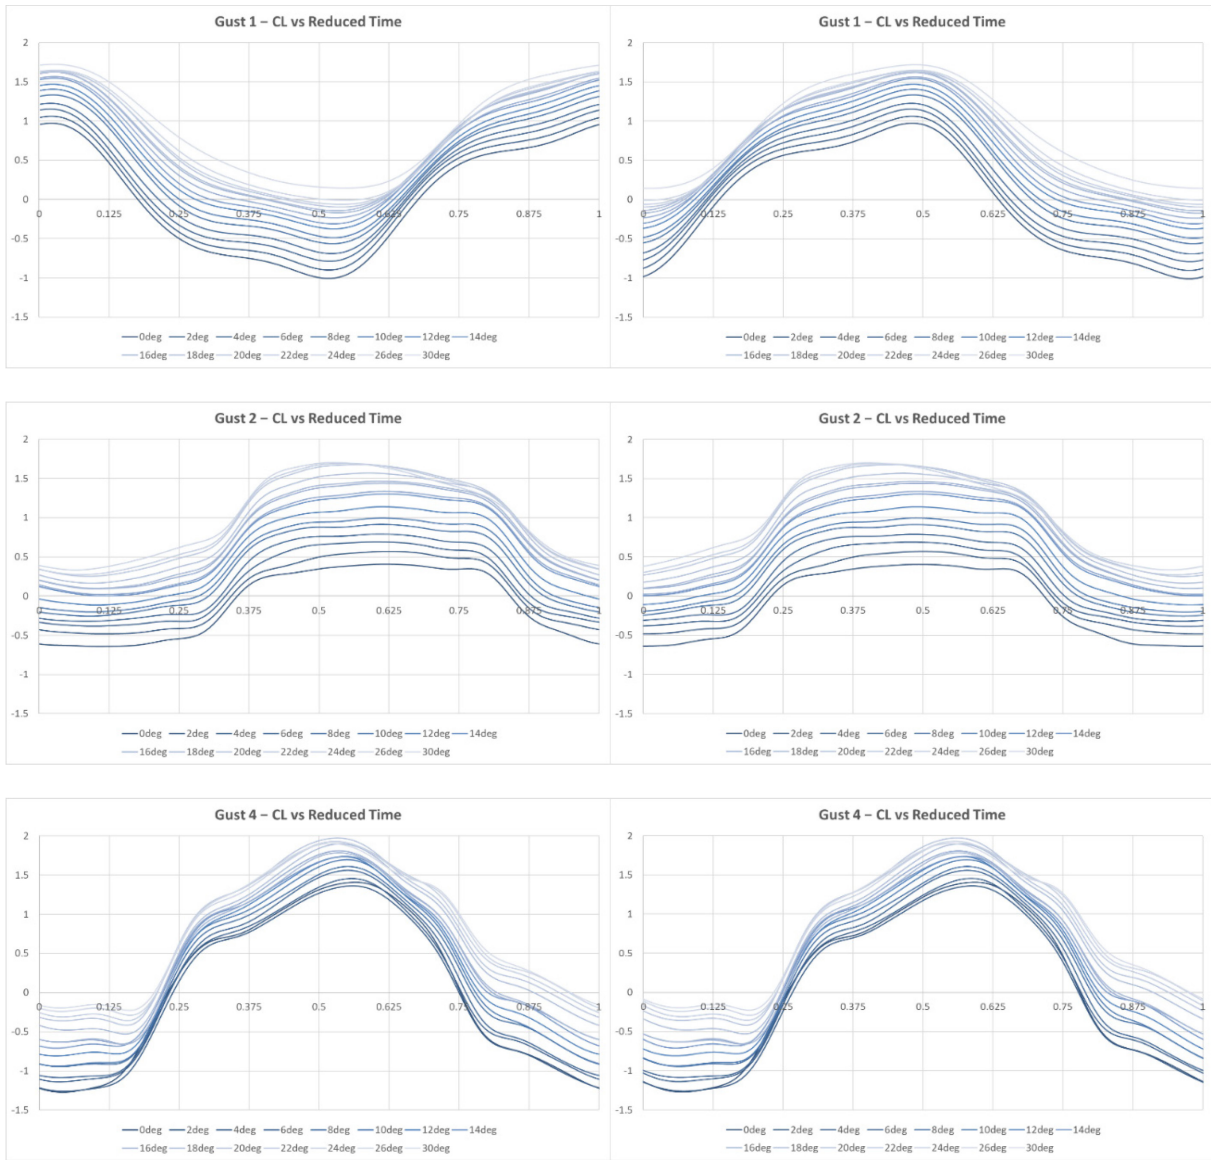 Gust 1 – CL vs Reduced Time
2
1.5
1
0.5
0
-0.5
-1
-1.5
0 0.125 0.25 0.375 0.5 0.625 0.75 0.875 1
0deg 2deg 4deg 6deg 8deg 10deg 12deg 14deg
16deg 18deg 20deg 22deg 24deg 26deg 30deg
Gust 1 – CL vs Reduced Time
2
1.5
1
0.5
0
-0.5
-1
-1.5
0 0.125 0.25 0.375 0.5 0.625 0.75 0.875 1
0deg 2deg 4deg 6deg 8deg 10deg 12deg 14deg
16deg 18deg 20deg 22deg 24deg 26deg 30deg
Gust 2 – CL vs Reduced Time
2
1.5
1
0.5
0
-0.5
-1
-1.5
0 0.125 0.25 0.375 0.5 0.625 0.75 0.875 1
0deg 2deg 4deg 6deg 8deg 10deg 12deg 14deg
16deg 18deg 20deg 22deg 24deg 26deg 30deg
Gust 2 – CL vs Reduced Time
2
1.5
1
0.5
0
-0.5
-1
-1.5
0 0.125 0.25 0.375 0.5 0.625 0.75 0.875 1
0deg 2deg 4deg 6deg 8deg 10deg 12deg 14deg
16deg 18deg 20deg 22deg 24deg 26deg 30deg
Gust 4 – CL vs Reduced Time
2
1.5
1
0.5
0
-0.5
-1
-1.5
0 0.125 0.25 0.375 0.5 0.625 0.75 0.875 1
0deg 2deg 4deg 6deg 8deg 10deg 12deg 14deg
16deg 18deg 20deg 22deg 24deg 26deg 30deg
Gust 4 – CL vs Reduced Time
2
1.5
1
0.5
0
-0.5
-1
-1.5
0 0.125 0.25 0.375 0.5 0.625 0.75 0.875 1
0deg 2deg 4deg 6deg 8deg 10deg 12deg 14deg
16deg 18deg 20deg 22deg 24deg 26deg 30deg